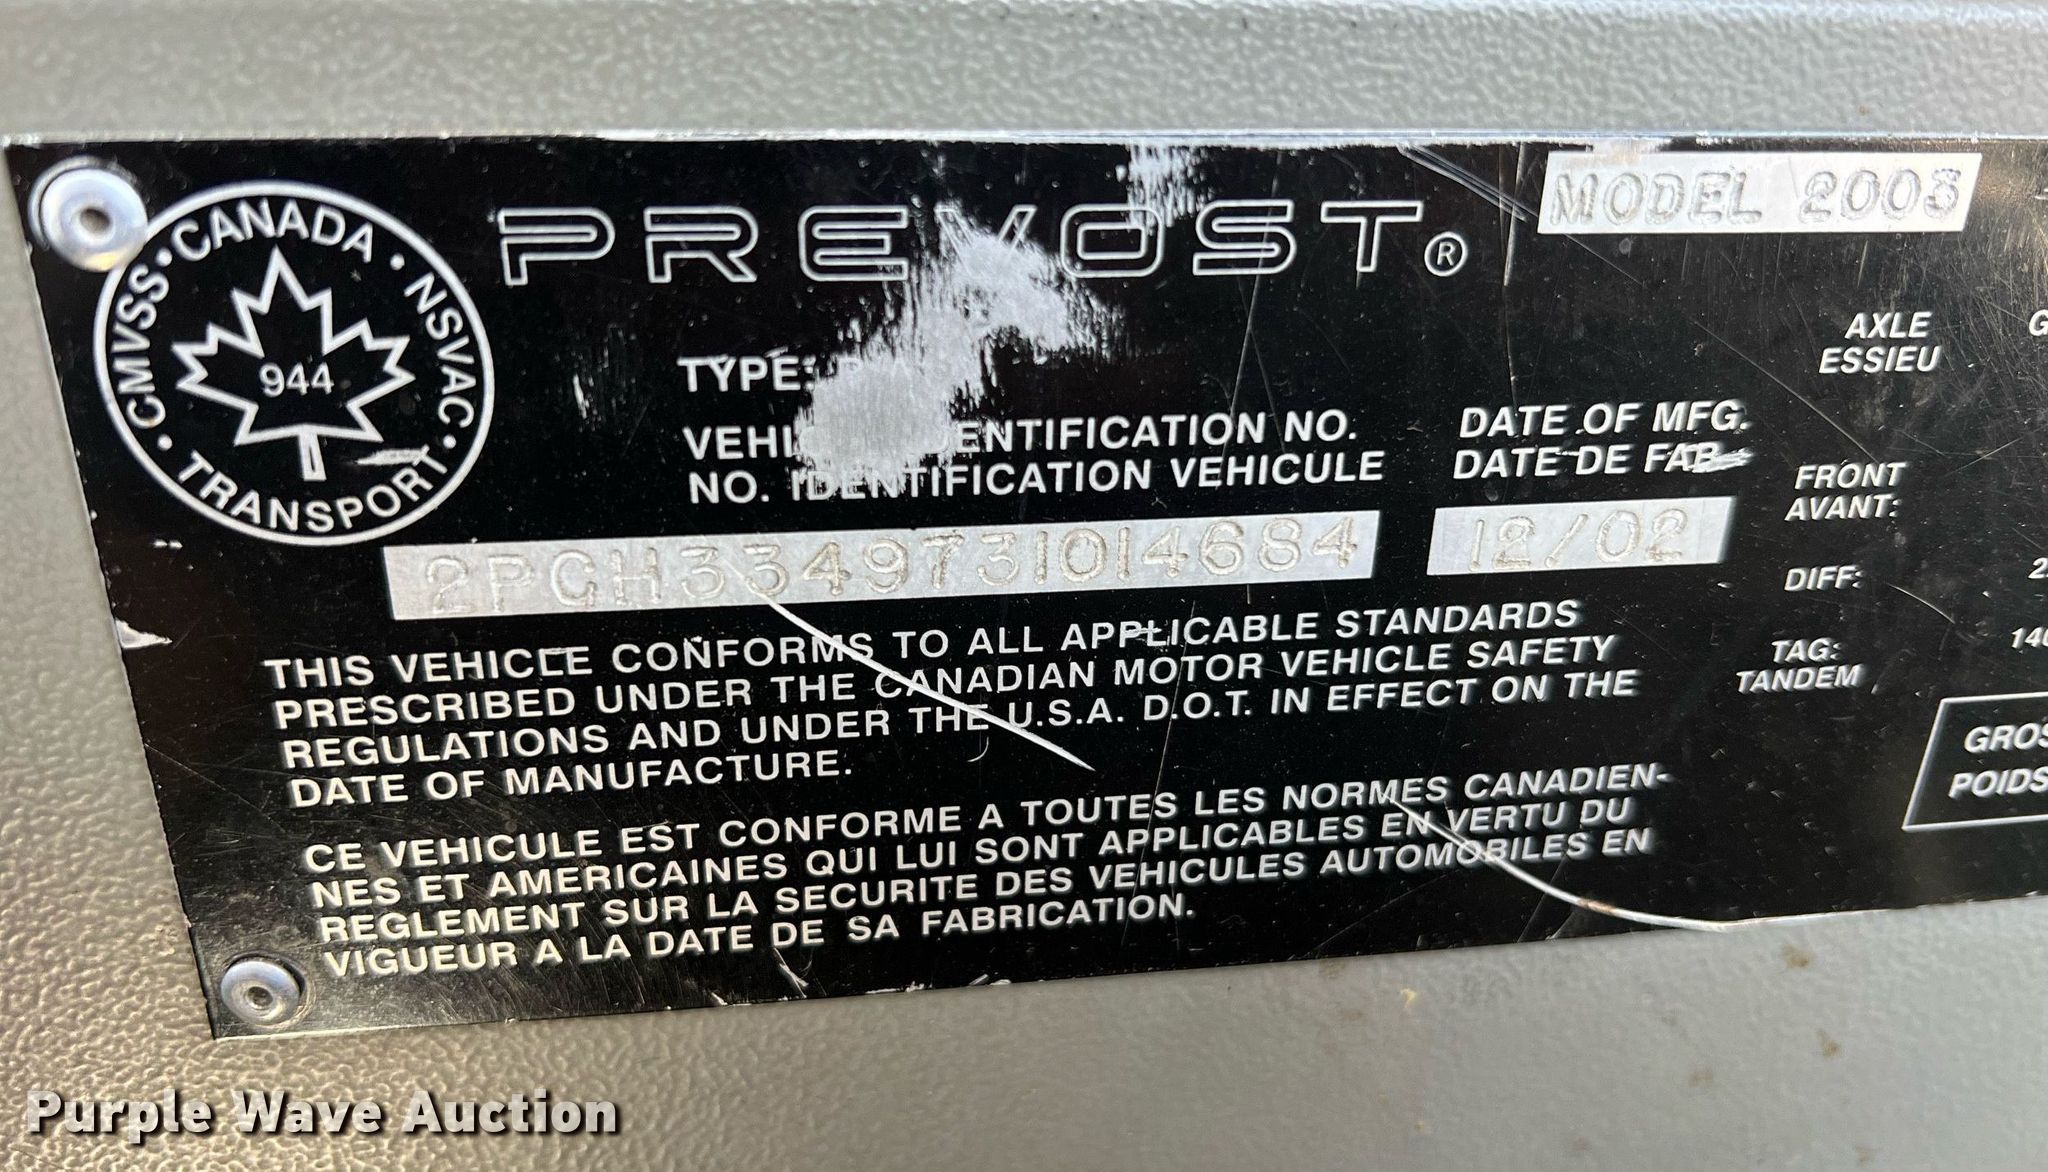 CMVSS • CANADA • NSVAC •
944
• TRANSPORT
PREVOST®
MODEL 2003
TYPE:
VEHICLE IDENTIFICATION NO.
NO. IDENTIFICATION VEHICULE
DATE OF MFG.
DATE DE FAB.
2PCH3349731014684
12/02
AXLE
ESSIEU
FRONT
AVANT:
DIFF:
TAG:
TANDEM
THIS VEHICLE CONFORMS TO ALL APPLICABLE STANDARDS
PRESCRIBED UNDER THE CANADIAN MOTOR VEHICLE SAFETY
REGULATIONS AND UNDER THE U.S.A. D.O.T. IN EFFECT ON THE
DATE OF MANUFACTURE.
CE VEHICULE EST CONFORME A TOUTES LES NORMES CANADIEN-
NES ET AMERICAINES QUI LUI SONT APPLICABLES EN VERTU DU
REGLEMENT SUR LA SECURITE DES VEHICULES AUTOMOBILES EN
VIGUEUR A LA DATE DE SA FABRICATION.
GROS
POIDS
Purple Wave Auction